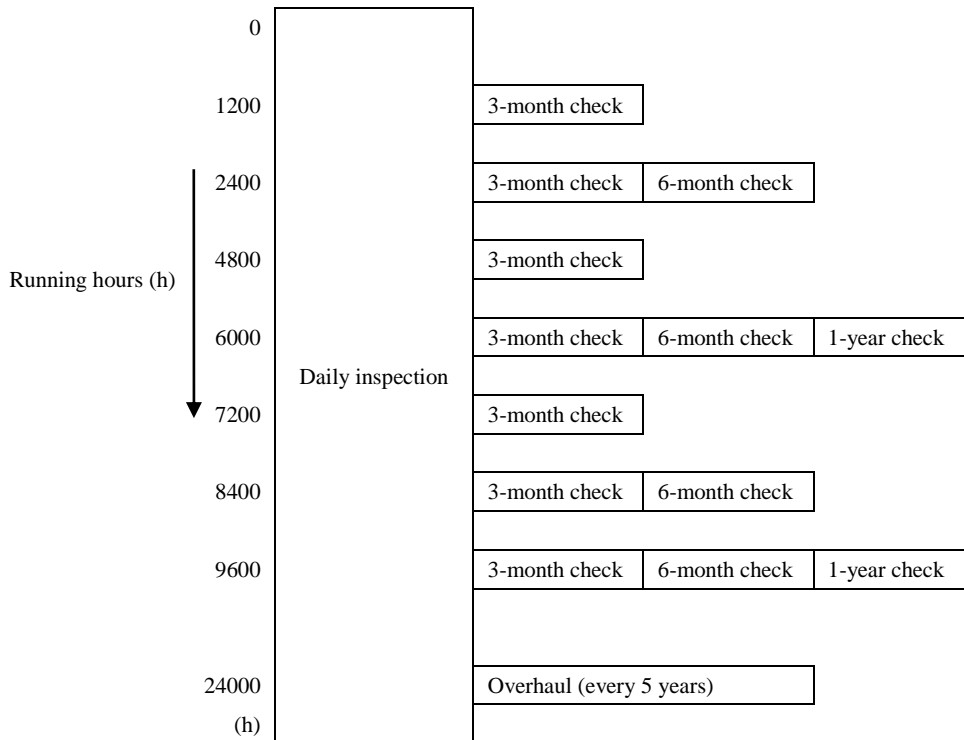 0
1200 3-month check
2400 3-month check 6-month check
4800 3-month check
Running hours (h)
6000 3-month check 6-month check 1-year check
Daily inspection
7200 3-month check
8400 3-month check 6-month check
9600 3-month check 6-month check 1-year check
24000 Overhaul (every 5 years)
(h)